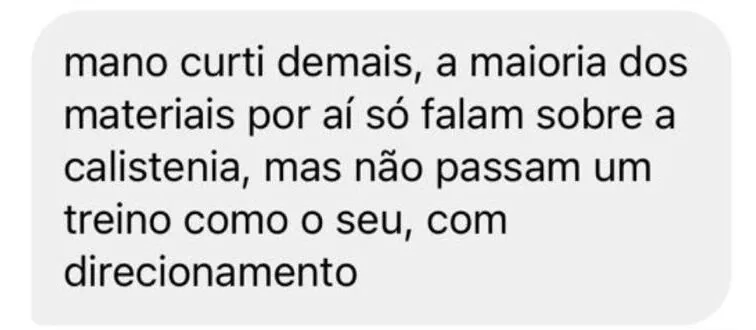 mano curti demais, a maioria dos
materiais por aí só falam sobre a
calistenia, mas não passam um
treino como o seu, com
direcionamento